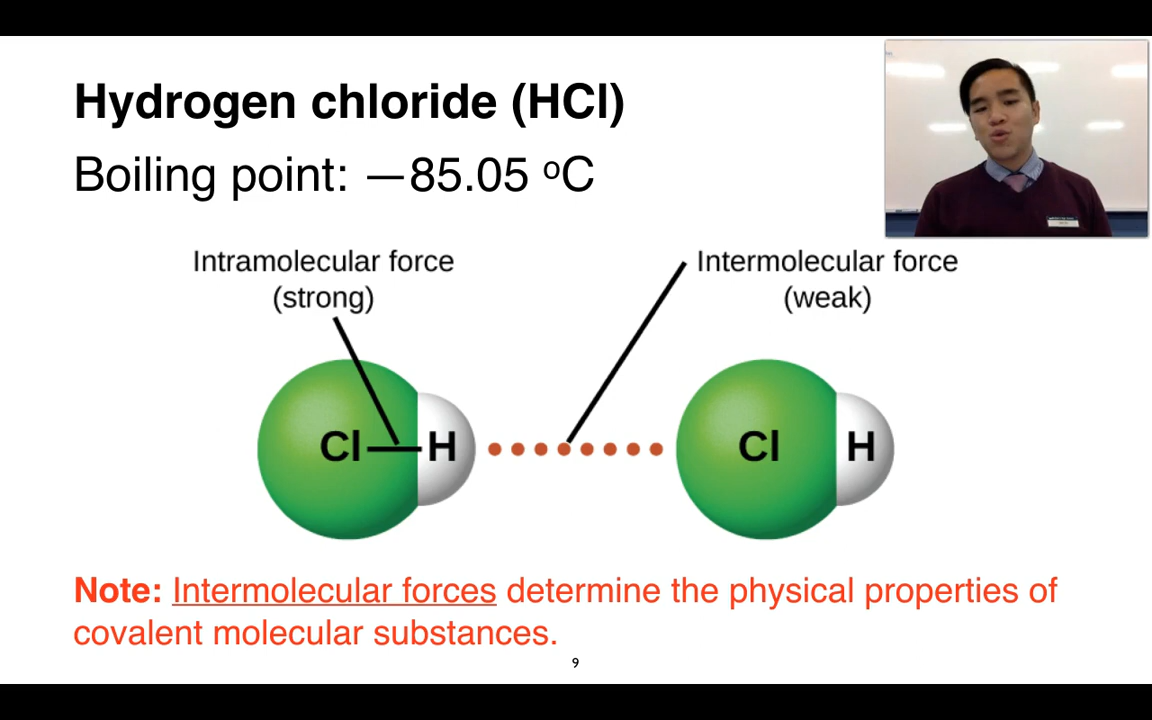 Hydrogen chloride (HCl)
Boiling point: —85.05 ºC
Intramolecular force
(strong)
Intermolecular force
(weak)
Cl
H
Cl
H
Note: Intermolecular forces determine the physical properties of
covalent molecular substances.
9